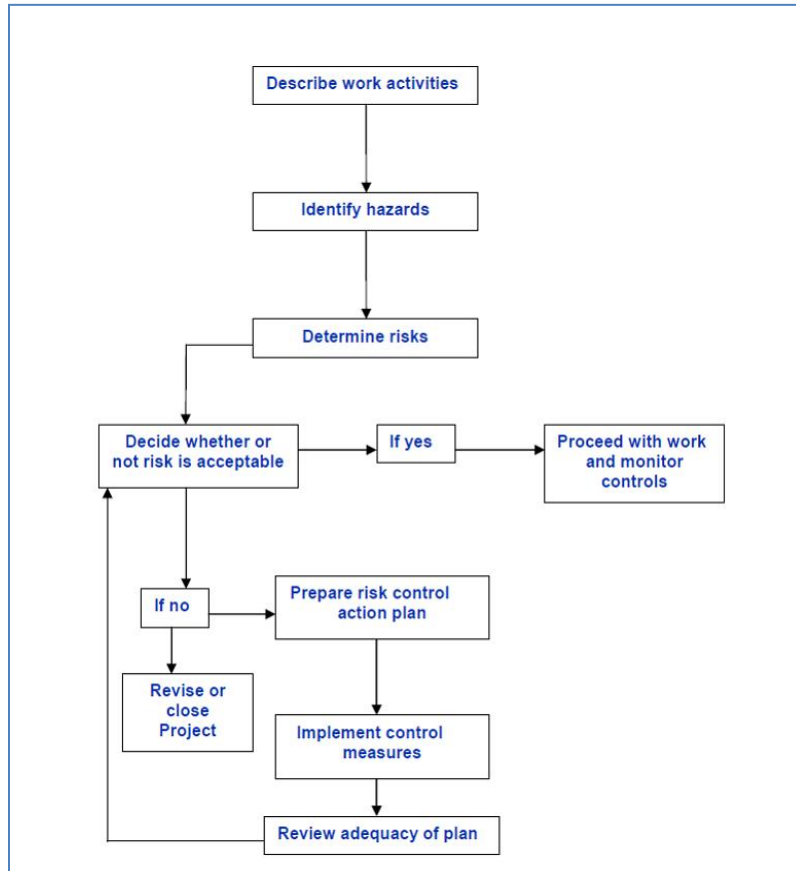 Describe work activities
Identify hazards
Determine risks
Decide whether or
not risk is acceptable
If yes
Proceed with work
and monitor
controls
If no
Prepare risk control
action plan
Revise or
close
Project
Implement control
measures
Review adequacy of plan